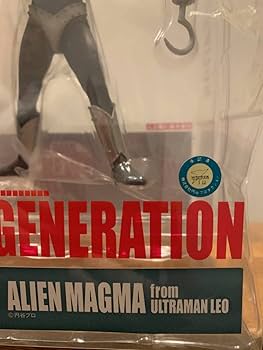 GENERATION
ALIEN MAGMA from
ULTRAMAN LEO
©円谷プロ